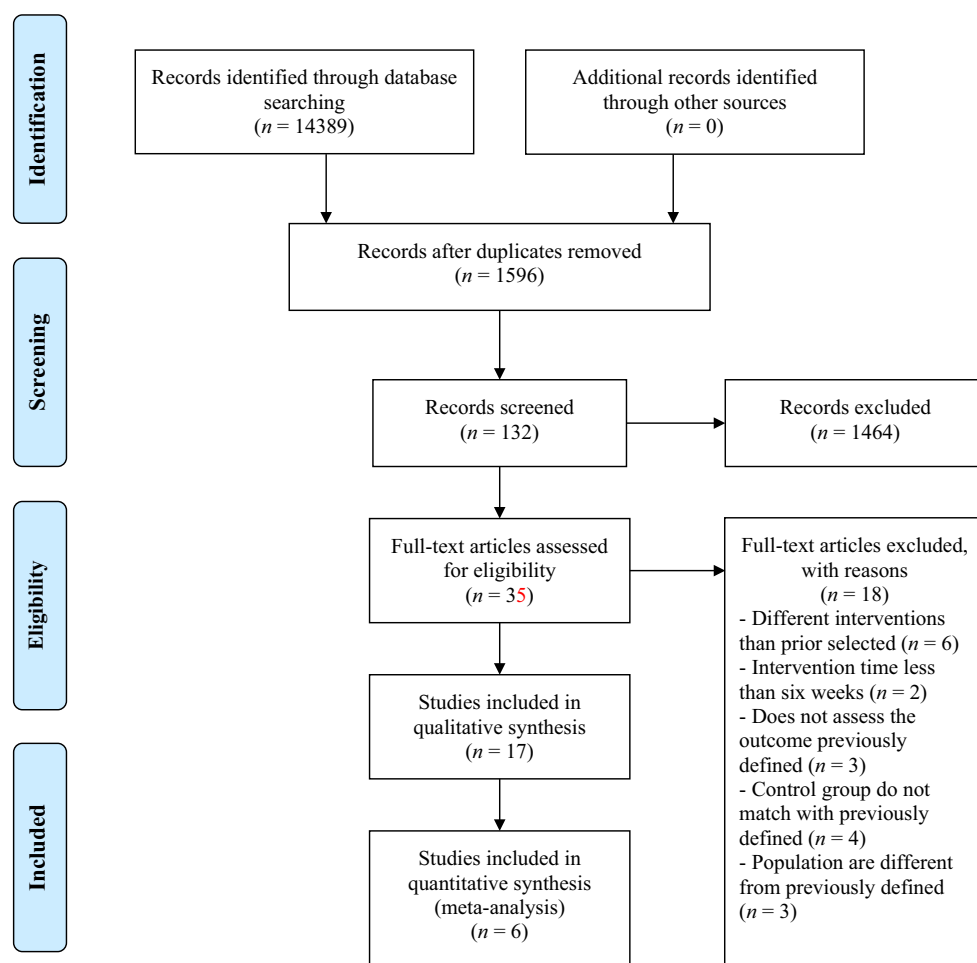 Identification
Records identified through database
searching
(n = 14389)
Additional records identified
through other sources
(n = 0)
Records after duplicates removed
(n = 1596)
Screening
Records screened
(n = 132)
Records excluded
(n = 1464)
Eligibility
Full-text articles assessed
for eligibility
(n = 35)
Full-text articles excluded,
with reasons
(n = 18)
- Different interventions
than prior selected (n = 6)
- Intervention time less
than six weeks (n = 2)
- Does not assess the
outcome previously
defined (n = 3)
- Control group do not
match with previously
defined (n = 4)
- Population are different
from previously defined
(n = 3)
Studies included in
qualitative synthesis
(n = 17)
Included
Studies included in
quantitative synthesis
(meta-analysis)
(n = 6)